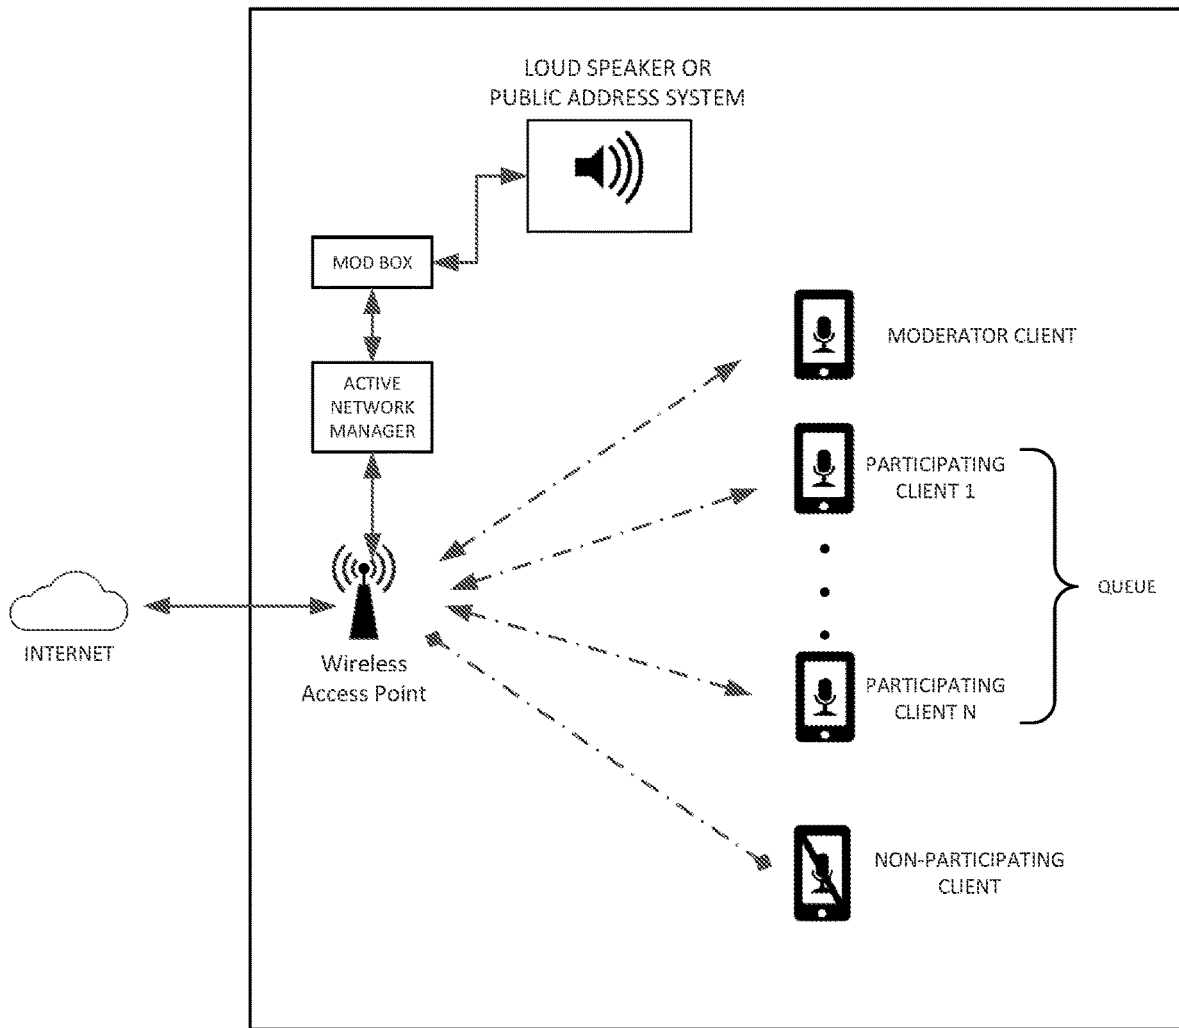 LOUD SPEAKER OR
PUBLIC ADDRESS SYSTEM
MOD BOX
MODERATOR CLIENT
ACTIVE
NETWORK
MANAGER
PARTICIPATING
CLIENT 1
QUEUE
INTERNET
Wireless
Access Point
PARTICIPATING
CLIENT N
NON-PARTICIPATING
CLIENT